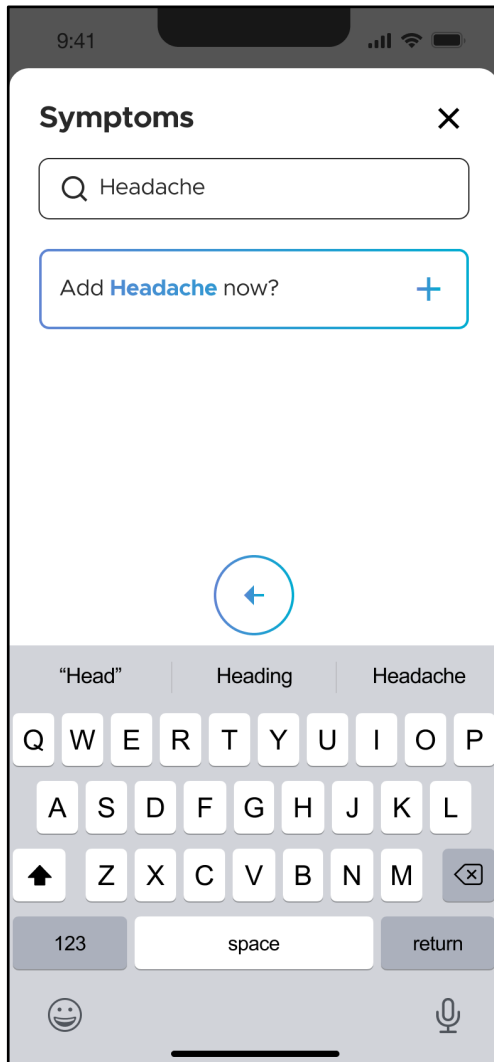 9:41
Symptoms
Headache
Add Headache now?
“Head” Heading Headache
Q W E R T Y U I O P
A S D F G H J K L
Z X C V B N M
123 space return